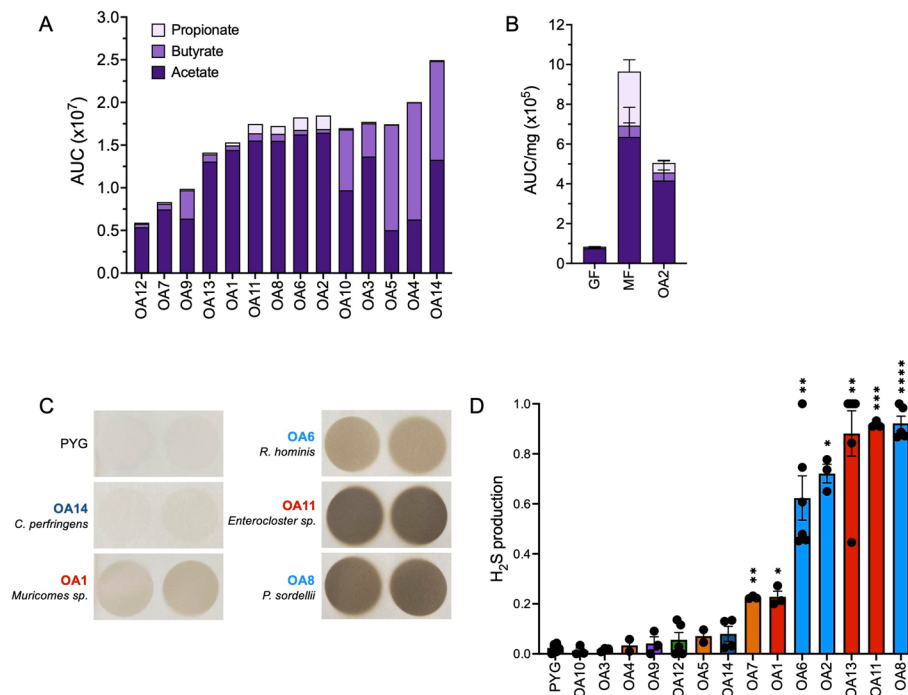 A
AUC (x10⁷)
Propionate
Butyrate
Acetate
3.0
2.5
2.0
1.5
1.0
0.5
0.0
OA12 OA7 OA9 OA13 OA1 OA11 OA8 OA6 OA2 OA10 OA3 OA5 OA4 OA14
B
AUC/mg (x10⁵)
12
10
8
6
4
2
0
GF MF OA2
C
PYG
OA14
C. perfringens
OA1
Muricomes sp.
OA6
R. hominis
OA11
Enterocloster sp.
OA8
P. sordellii
D
H₂S production
1.0
0.8
0.6
0.4
0.2
0.0
** * ** * ** *** ****
PYG OA10 OA3 OA4 OA9 OA12 OA5 OA14 OA7 OA1 OA6 OA2 OA13 OA11 OA8